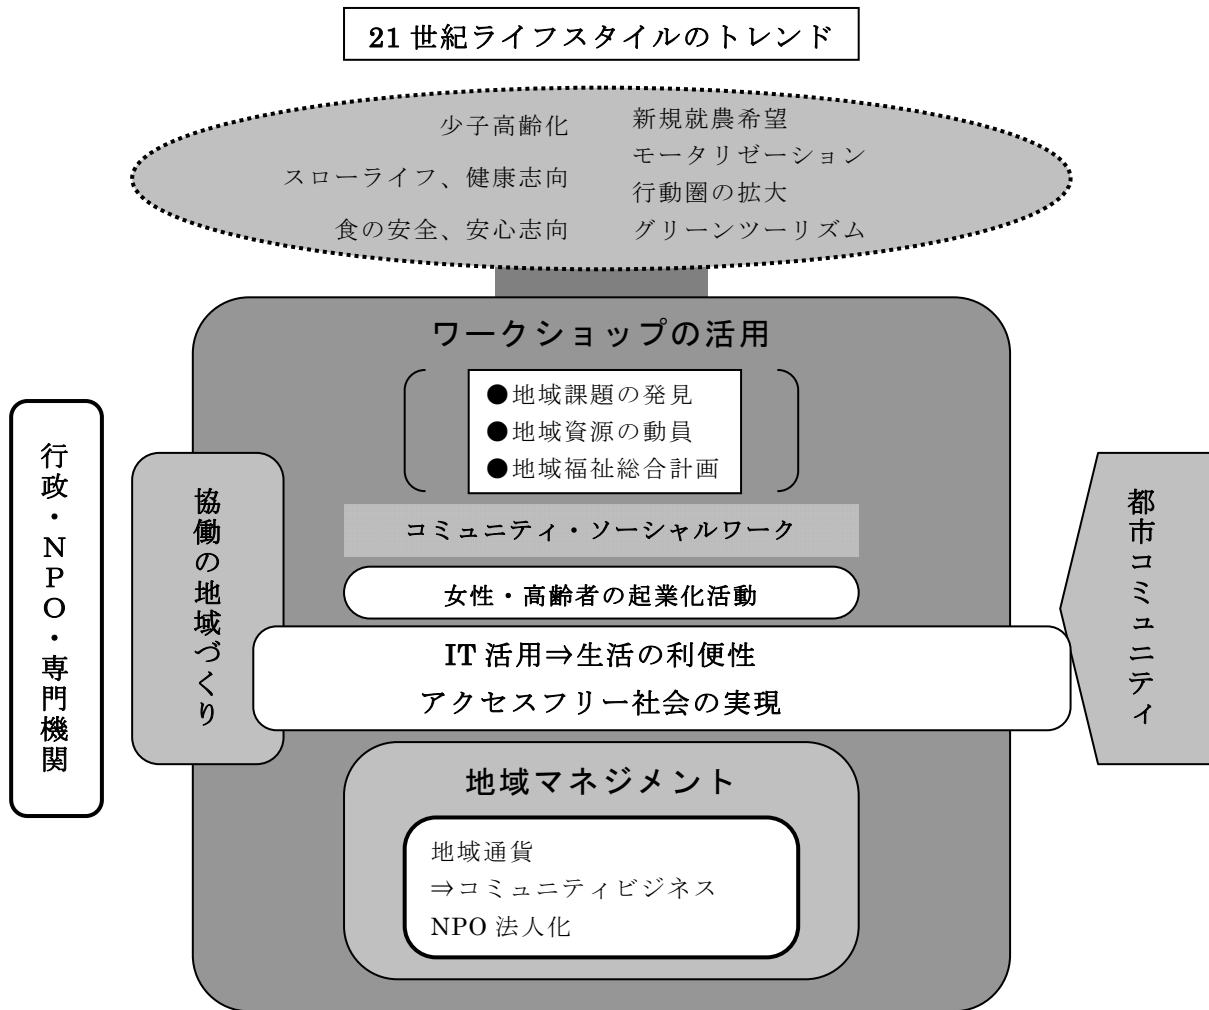 21 世紀ライフスタイルのトレンド
少子高齢化
スローライフ、健康志向
食の安全、安心志向
新規就農希望
モータリゼーション
行動圏の拡大
グリーンツーリズム
ワークショップの活用
●地域課題の発見
●地域資源の動員
●地域福祉総合計画
行政・NPO・専門機関
協働の地域づくり
コミュニティ・ソーシャルワーク
女性・高齢者の起業化活動
IT 活用⇒生活の利便性
アクセスフリー社会の実現
都市コミュニティ
地域マネジメント
地域通貨
⇒コミュニティビジネス
NPO 法人化